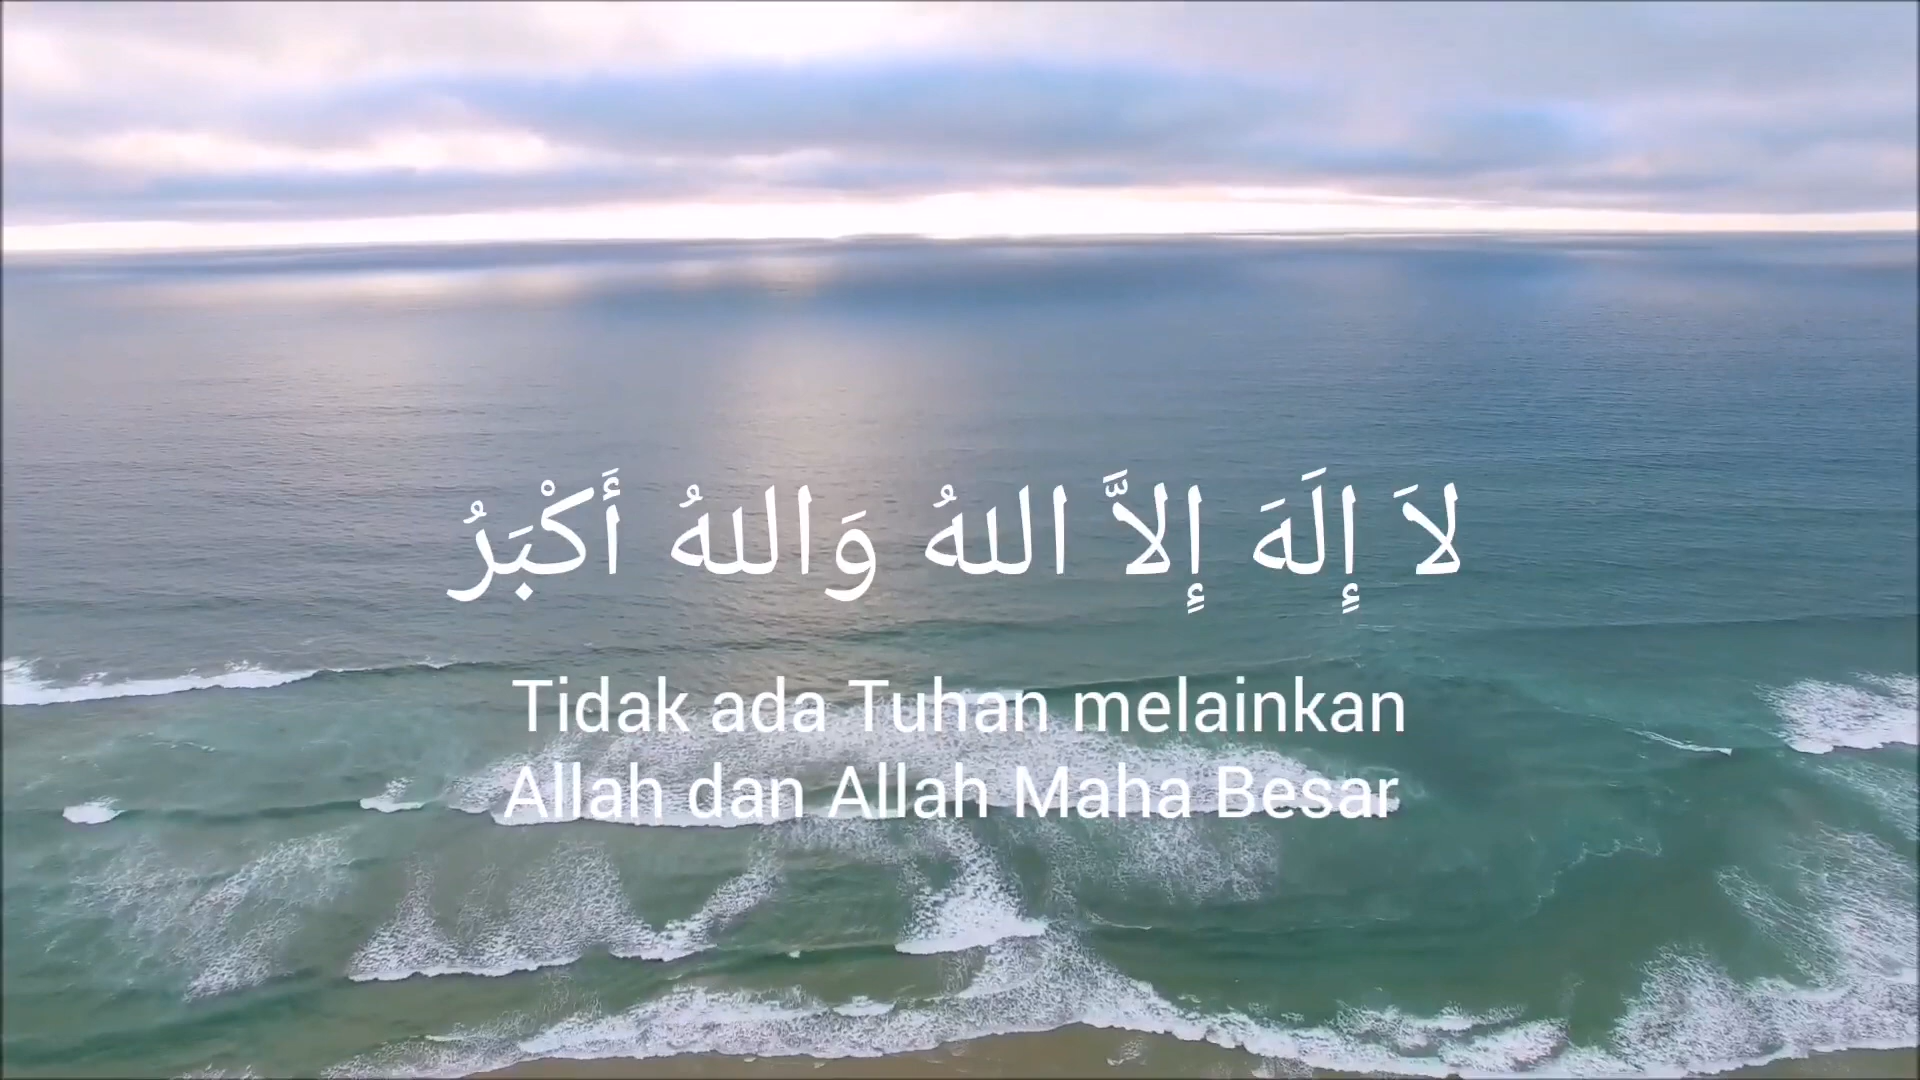 لاَ إِلَهَ إِلاَّ اللهُ وَاللهُ أَكْبَرُ
Tidak ada Tuhan melainkan
Allah dan Allah Maha Besar